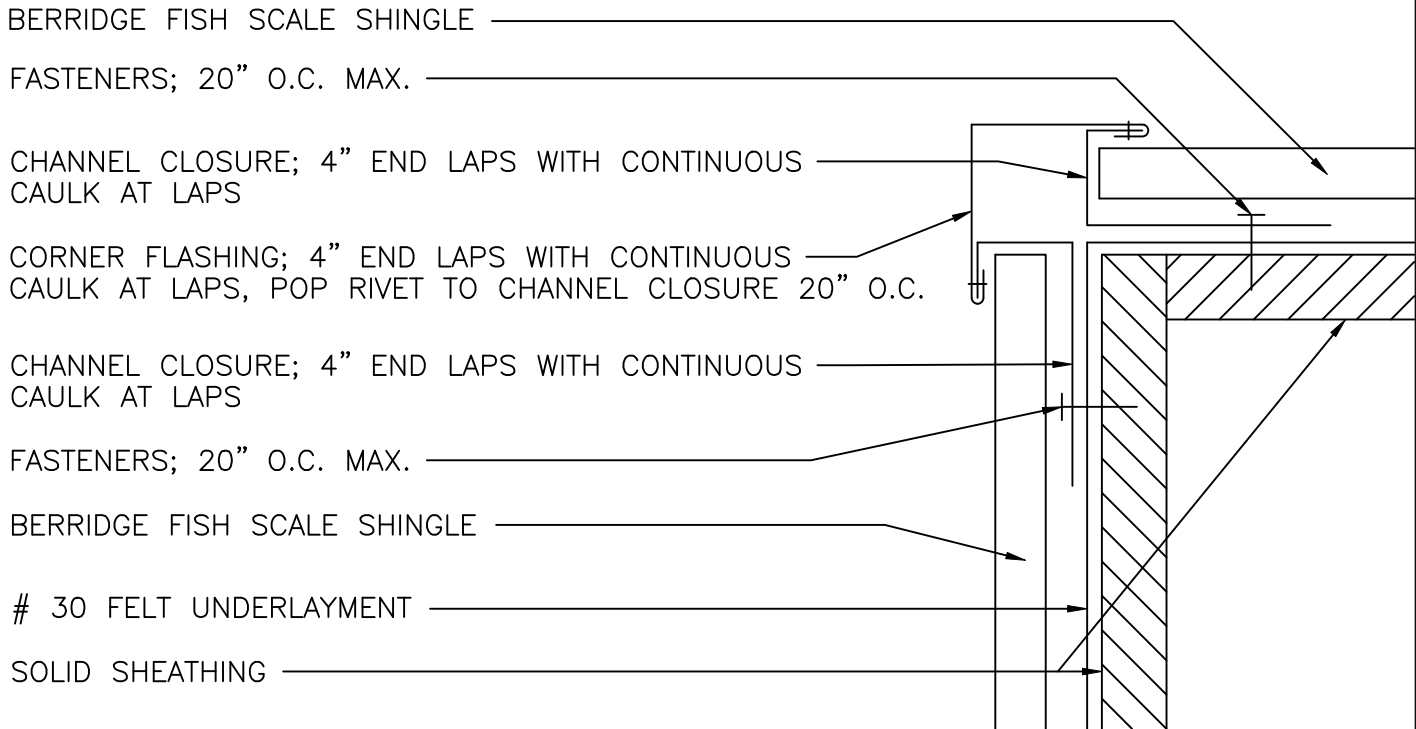 BERRIDGE FISH SCALE SHINGLE
FASTENERS; 20” O.C. MAX.
CHANNEL CLOSURE; 4” END LAPS WITH CONTINUOUS
CAULK AT LAPS
CORNER FLASHING; 4” END LAPS WITH CONTINUOUS
CAULK AT LAPS, POP RIVET TO CHANNEL CLOSURE 20” O.C.
CHANNEL CLOSURE; 4” END LAPS WITH CONTINUOUS
CAULK AT LAPS
FASTENERS; 20” O.C. MAX.
BERRIDGE FISH SCALE SHINGLE
# 30 FELT UNDERLAYMENT
SOLID SHEATHING